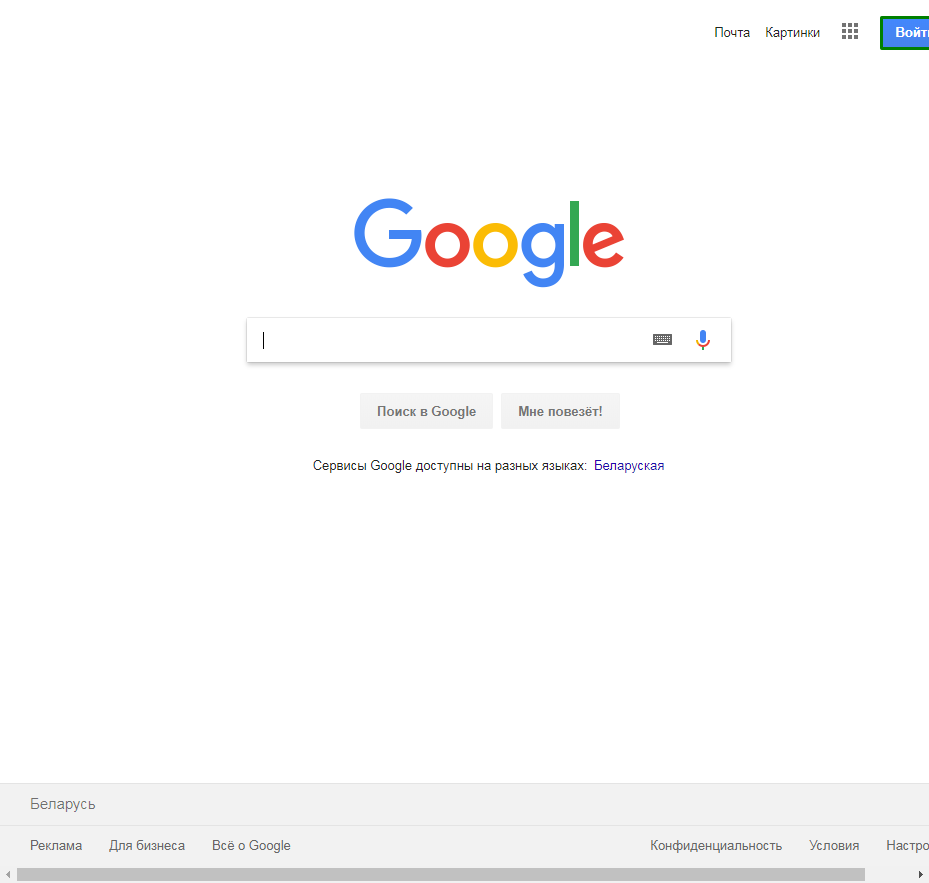 Почта Картинки Войти
Google
Поиск в Google Мне повезёт!
Сервисы Google доступны на разных языках: Беларуская
Беларусь
Реклама Для бизнеса Всё о Google Конфиденциальность Условия Настро